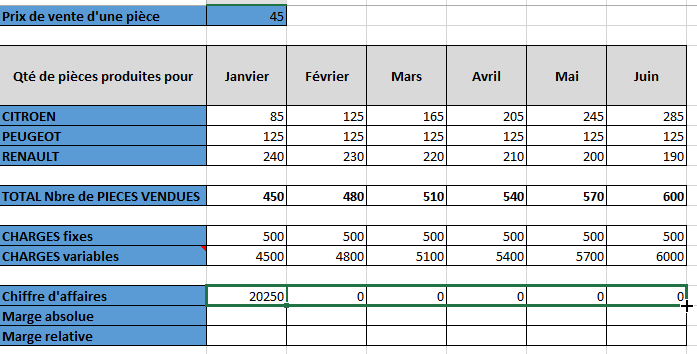 Prix de vente d'une pièce 45
Qté de pièces produites pour Janvier Février Mars Avril Mai Juin
CITROEN 85 125 165 205 245 285
PEUGEOT 125 125 125 125 125 125
RENAULT 240 230 220 210 200 190
TOTAL Nbre de PIECES VENDUES 450 480 510 540 570 600
CHARGES fixes 500 500 500 500 500 500
CHARGES variables 4500 4800 5100 5400 5700 6000
Chiffre d'affaires 20250 0 0 0 0 0
Marge absolue
Marge relative